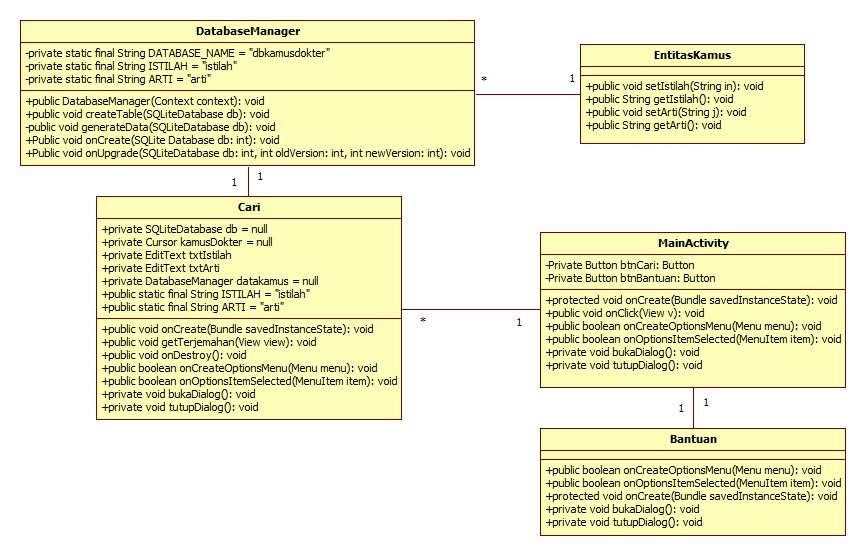 DatabaseManager
-private static final String DATABASE_NAME = "dbkamusdokter"
-private static final String ISTILAH = "istilah"
-private static final String ARTI = "arti"
+public DatabaseManager(Context context): void
+public void createTable(SQLiteDatabase db): void
-public void generateData(SQLiteDatabase db): void
+Public void onCreate(SQLite Database db: int): void
+Public void onUpgrade(SQLiteDatabase db: int, int oldVersion: int, int newVersion: int): void
*
1
EntitasKamus
+public void setIstilah(String in): void
+public String getIstilah(): void
+public void setArti(String j): void
+public String getArti(): void
1
1
Cari
+private SQLiteDatabase db = null
+private Cursor kamusDokter = null
+private EditText txtIstilah
+private EditText txtArti
+private DatabaseManager datakamus = null
+public static final String ISTILAH = "istilah"
+public static final String ARTI = "arti"
+public void onCreate(Bundle savedInstanceState): void
+public void getTerjemahan(View view): void
+public void onDestroy(): void
+public boolean onCreateOptionsMenu(Menu menu): void
+public boolean onOptionsItemSelected(MenuItem item): void
+private void bukaDialog(): void
+private void tutupDialog(): void
*
1
MainActivity
-Private Button btnCari: Button
-Private Button btnBantuan: Button
+protected void onCreate(Bundle savedInstanceState): void
+public void onClick(View v): void
+public boolean onCreateOptionsMenu(Menu menu): void
+public boolean onOptionsItemSelected(MenuItem item): void
+private void bukaDialog(): void
+private void tutupDialog(): void
1
1
Bantuan
+public boolean onCreateOptionsMenu(Menu menu): void
+public boolean onOptionsItemSelected(MenuItem item): void
+protected void onCreate(Bundle savedInstanceState): void
+private void bukaDialog(): void
+private void tutupDialog(): void